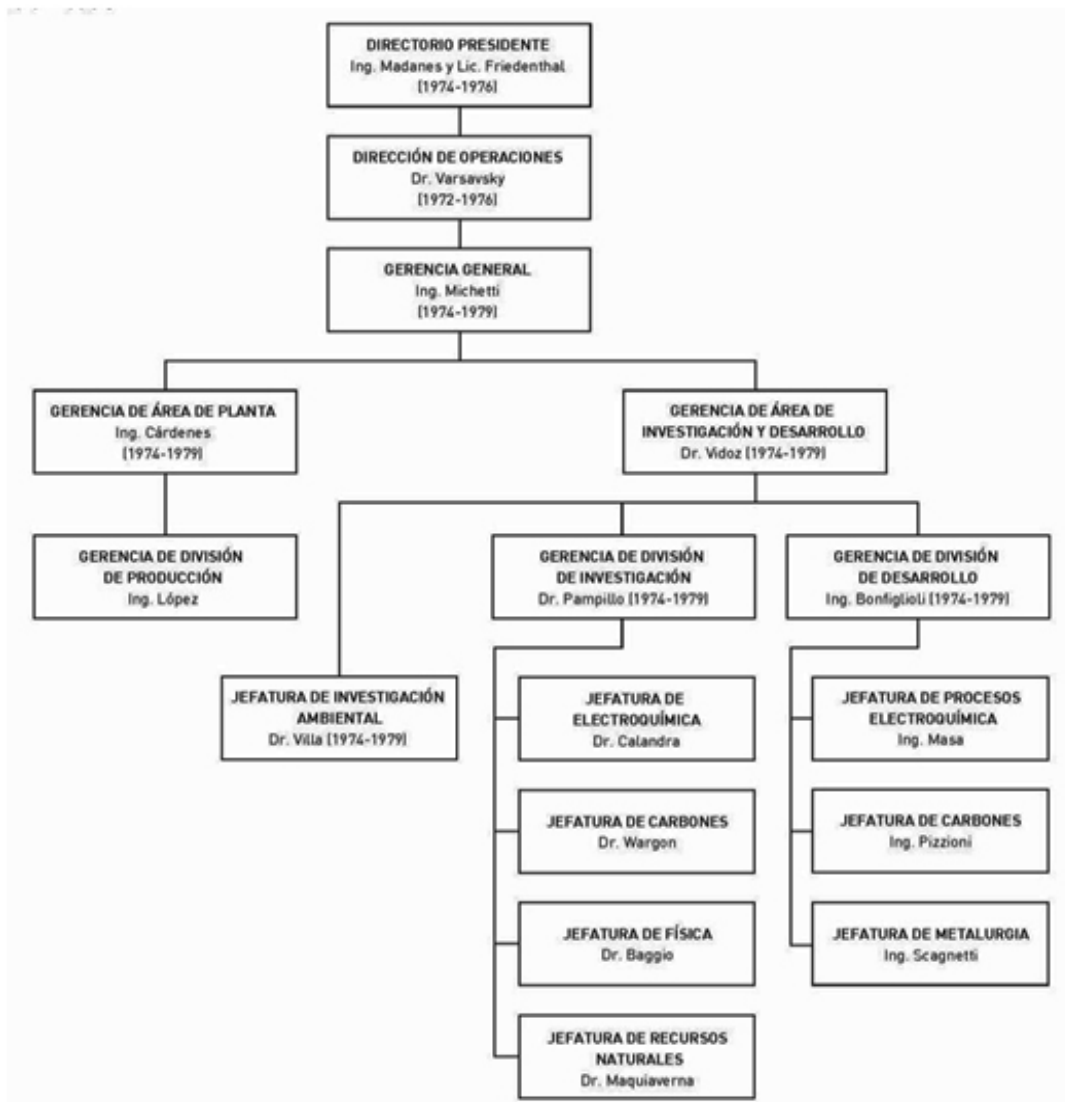 DIRECTORIO PRESIDENTE
Ing. Madanes y Lic. Friedenthal
(1974-1976)
DIRECCIÓN DE OPERACIONES
Dr. Varsavsky
(1972-1976)
GERENCIA GENERAL
Ing. Michetti
(1974-1979)
GERENCIA DE ÁREA DE PLANTA
Ing. Cárdenes
(1974-1979)
GERENCIA DE ÁREA DE
INVESTIGACIÓN Y DESARROLLO
Dr. Vidoz (1974-1979)
GERENCIA DE DIVISIÓN
DE PRODUCCIÓN
Ing. López
GERENCIA DE DIVISIÓN
DE INVESTIGACIÓN
Dr. Pampillo (1974-1979)
GERENCIA DE DIVISIÓN
DE DESARROLLO
Ing. Bonfiglioli (1974-1979)
JEFATURA DE INVESTIGACIÓN
AMBIENTAL
Dr. Villa (1974-1979)
JEFATURA DE
ELECTROQUÍMICA
Dr. Calandra
JEFATURA DE CARBONES
Dr. Wargon
JEFATURA DE FÍSICA
Dr. Baggio
JEFATURA DE RECURSOS
NATURALES
Dr. Maquiaverna
JEFATURA DE PROCESOS
ELECTROQUÍMICA
Ing. Masa
JEFATURA DE CARBONES
Ing. Pizzioni
JEFATURA DE METALURGIA
Ing. Scagnetti